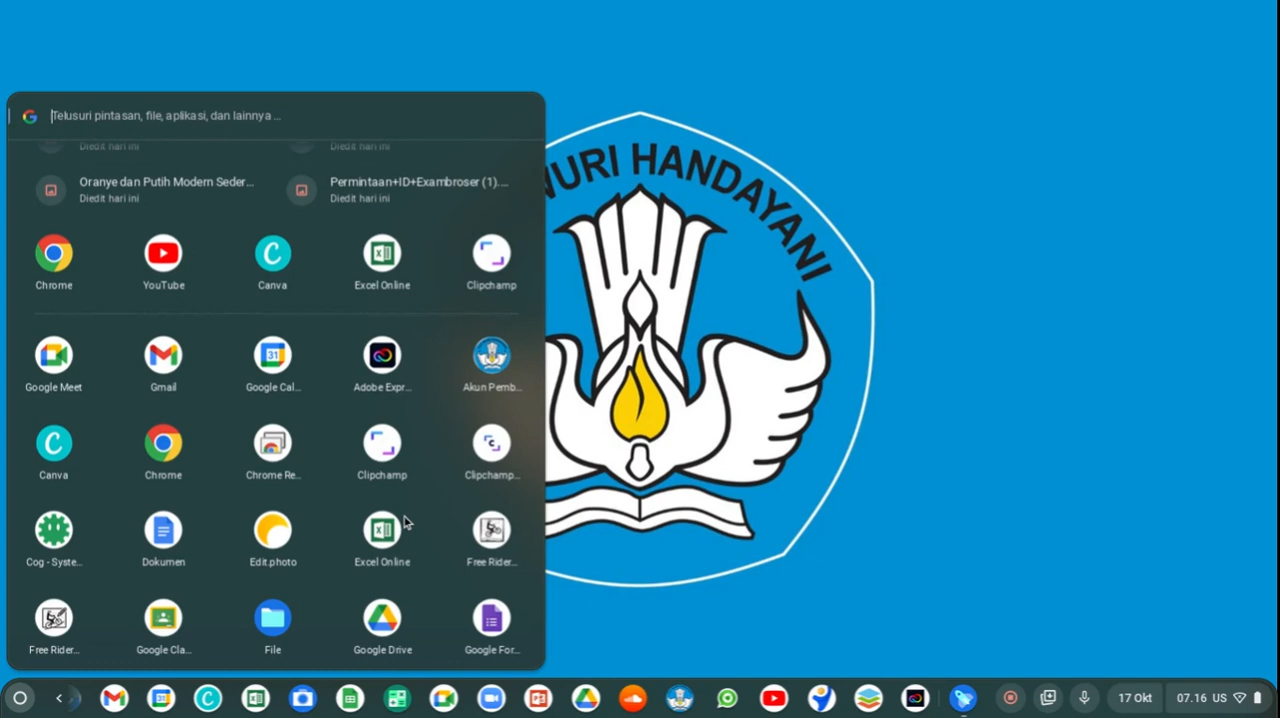 Telusuri pintasan, file, aplikasi, dan lainnya ...
Diedit hari ini
Diedit hari ini
Oranye dan Putih Modern Seder...
Diedit hari ini
Permintaan+ID+Exambroser (1)....
Diedit hari ini
Chrome
YouTube
Canva
Excel Online
Clipchamp
Google Meet
Gmail
Google Cal...
Adobe Expr...
Akun Pemb...
Canva
Chrome
Chrome Re...
Clipchamp
Clipchamp...
Cog - Syste...
Dokumen
Edit.photo
Excel Online
Free Rider...
Free Rider...
Google Cla...
File
Google Drive
Google For...
WURI HANDAYANI
17 Okt
07.16 US